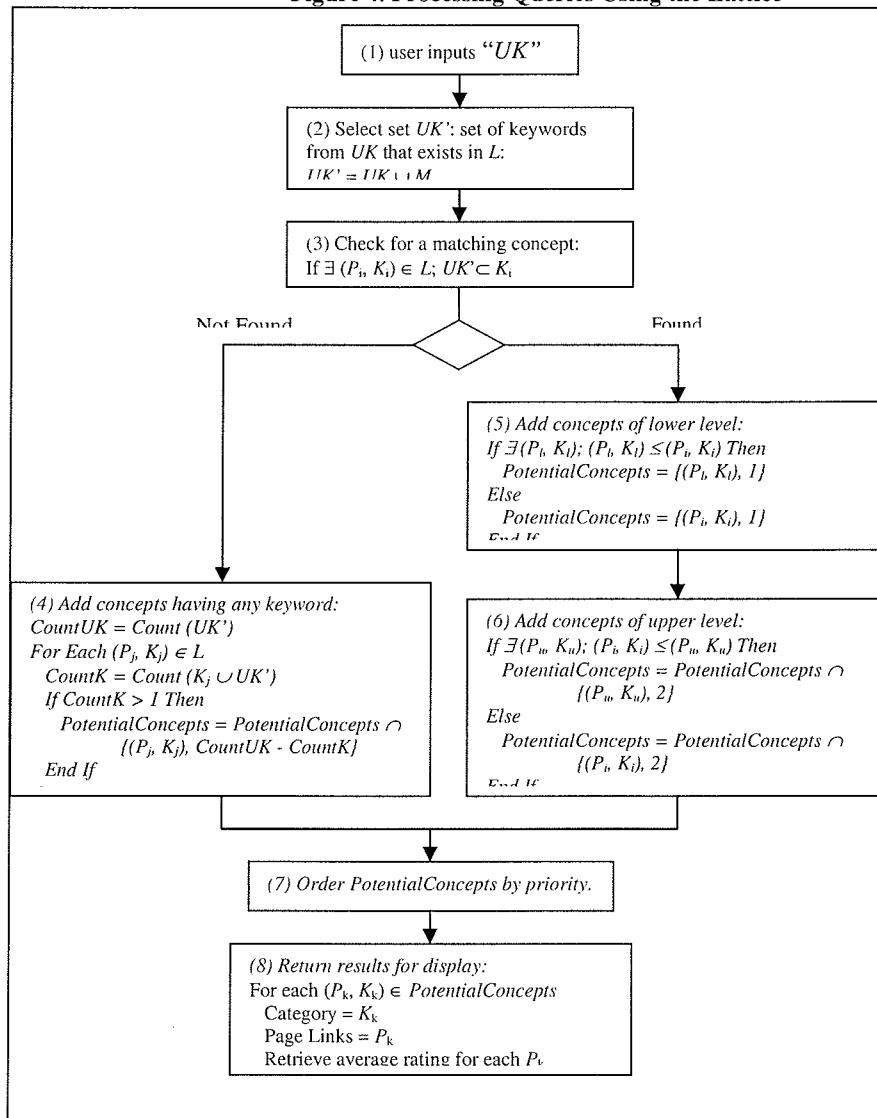 Figure 4. Processing Queries Using the Lattice
(1) user inputs “UK”
(2) Select set UK’: set of keywords
from UK that exists in L:
UK’ = UK ∪ M
(3) Check for a matching concept:
If ∃ (Pᵢ, Kᵢ) ∈ L; UK’ ⊂ Kᵢ
Not Found
Found
(5) Add concepts of lower level:
If ∃(Pₗ, Kₗ); (Pₗ, Kₗ) ≤(Pᵢ, Kᵢ) Then
PotentialConcepts = {(Pₗ, Kₗ), 1}
Else
PotentialConcepts = {(Pᵢ, Kᵢ), 1}
End If
(4) Add concepts having any keyword:
CountUK = Count (UK’)
For Each (Pⱼ, Kⱼ) ∈ L
CountK = Count (Kⱼ ∪ UK’)
If CountK > 1 Then
PotentialConcepts = PotentialConcepts ∩
{(Pⱼ, Kⱼ), CountUK - CountK}
End If
(6) Add concepts of upper level:
If ∃(Pᵤ, Kᵤ); (Pᵢ, Kᵢ) ≤(Pᵤ, Kᵤ) Then
PotentialConcepts = PotentialConcepts ∩
{(Pᵤ, Kᵤ), 2}
Else
PotentialConcepts = PotentialConcepts ∩
{(Pᵢ, Kᵢ), 2}
End If
(7) Order PotentialConcepts by priority.
(8) Return results for display:
For each (Pₖ, Kₖ) ∈ PotentialConcepts
Category = Kₖ
Page Links = Pₖ
Retrieve average rating for each Pₖ